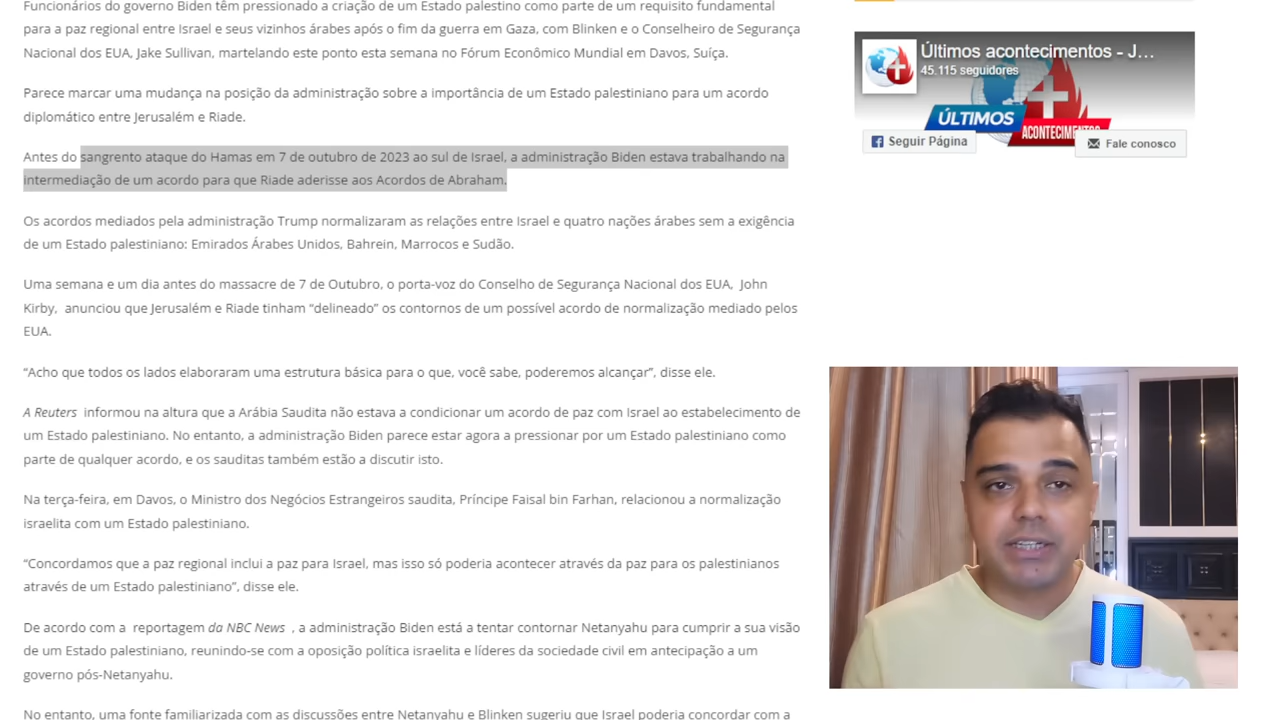 Funcionários do governo Biden têm pressionado a criação de um Estado palestino como parte de um requisito fundamental
para a paz regional entre Israel e seus vizinhos árabes após o fim da guerra em Gaza, com Blinken e o Conselheiro de Segurança
Nacional dos EUA, Jake Sullivan, martelando este ponto esta semana no Fórum Econômico Mundial em Davos, Suíça.
Parece marcar uma mudança na posição da administração sobre a importância de um Estado palestiniano para um acordo
diplomático entre Jerusalém e Riade.
Antes do sangrento ataque do Hamas em 7 de outubro de 2023 ao sul de Israel, a administração Biden estava trabalhando na
intermediação de um acordo para que Riade aderisse aos Acordos de Abraham.
Os acordos mediados pela administração Trump normalizaram as relações entre Israel e quatro nações árabes sem a exigência
de um Estado palestiniano: Emirados Árabes Unidos, Bahrein, Marrocos e Sudão.
Uma semana e um dia antes do massacre de 7 de Outubro, o porta-voz do Conselho de Segurança Nacional dos EUA, John
Kirby, anunciou que Jerusalém e Riade tinham “delineado” os contornos de um possível acordo de normalização mediado pelos
EUA.
“Acho que todos os lados elaboraram uma estrutura básica para o que, você sabe, poderemos alcançar”, disse ele.
A Reuters informou na altura que a Arábia Saudita não estava a condicionar um acordo de paz com Israel ao estabelecimento de
um Estado palestiniano. No entanto, a administração Biden parece estar agora a pressionar por um Estado palestiniano como
parte de qualquer acordo, e os sauditas também estão a discutir isto.
Na terça-feira, em Davos, o Ministro dos Negócios Estrangeiros saudita, Príncipe Faisal bin Farhan, relacionou a normalização
israelita com um Estado palestiniano.
“Concordamos que a paz regional inclui a paz para Israel, mas isso só poderia acontecer através da paz para os palestinianos
através de um Estado palestiniano”, disse ele.
De acordo com a reportagem da NBC News , a administração Biden está a tentar contornar Netanyahu para cumprir a sua visão
de um Estado palestiniano, reunindo-se com a oposição política israelita e líderes da sociedade civil em antecipação a um
governo pós-Netanyahu.
No entanto, uma fonte familiarizada com as discussões entre Netanyahu e Blinken sugeriu que Israel poderia concordar com a
Últimos acontecimentos - J...
45.115 seguidores
ÚLTIMOS
ACONTECIMENTOS
Seguir Página
Fale conosco